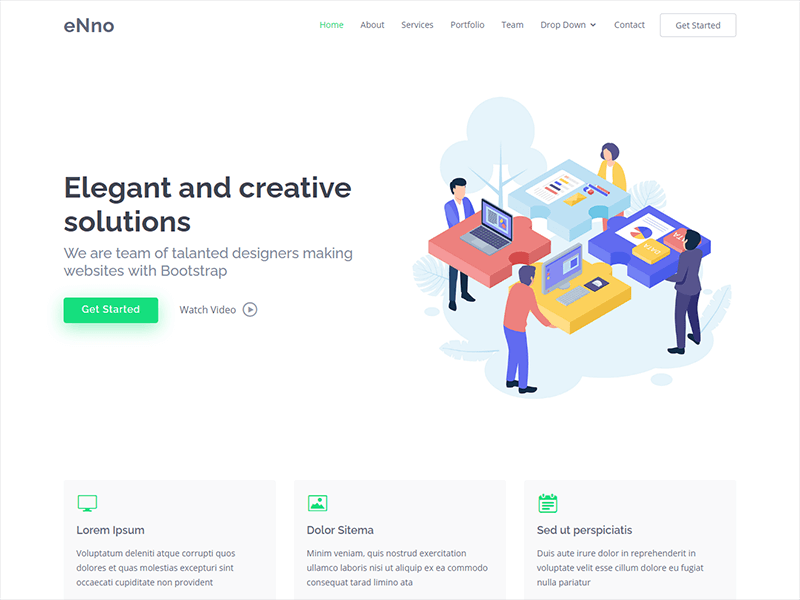 eNno
Home About Services Portfolio Team Drop Down Contact Get Started
Elegant and creative
solutions
We are team of talanted designers making
websites with Bootstrap
Get Started Watch Video
Lorem Ipsum
Voluptatum deleniti atque corrupti quos
dolores et quas molestias excepturi sint
occaecati cupiditate non provident
Dolor Sitema
Minim veniam, quis nostrud exercitation
ullamco laboris nisi ut aliquip ex ea commodo
consequat tarad limino ata
Sed ut perspiciatis
Duis aute irure dolor in reprehenderit in
voluptate velit esse cillum dolore eu fugiat
nulla pariatur